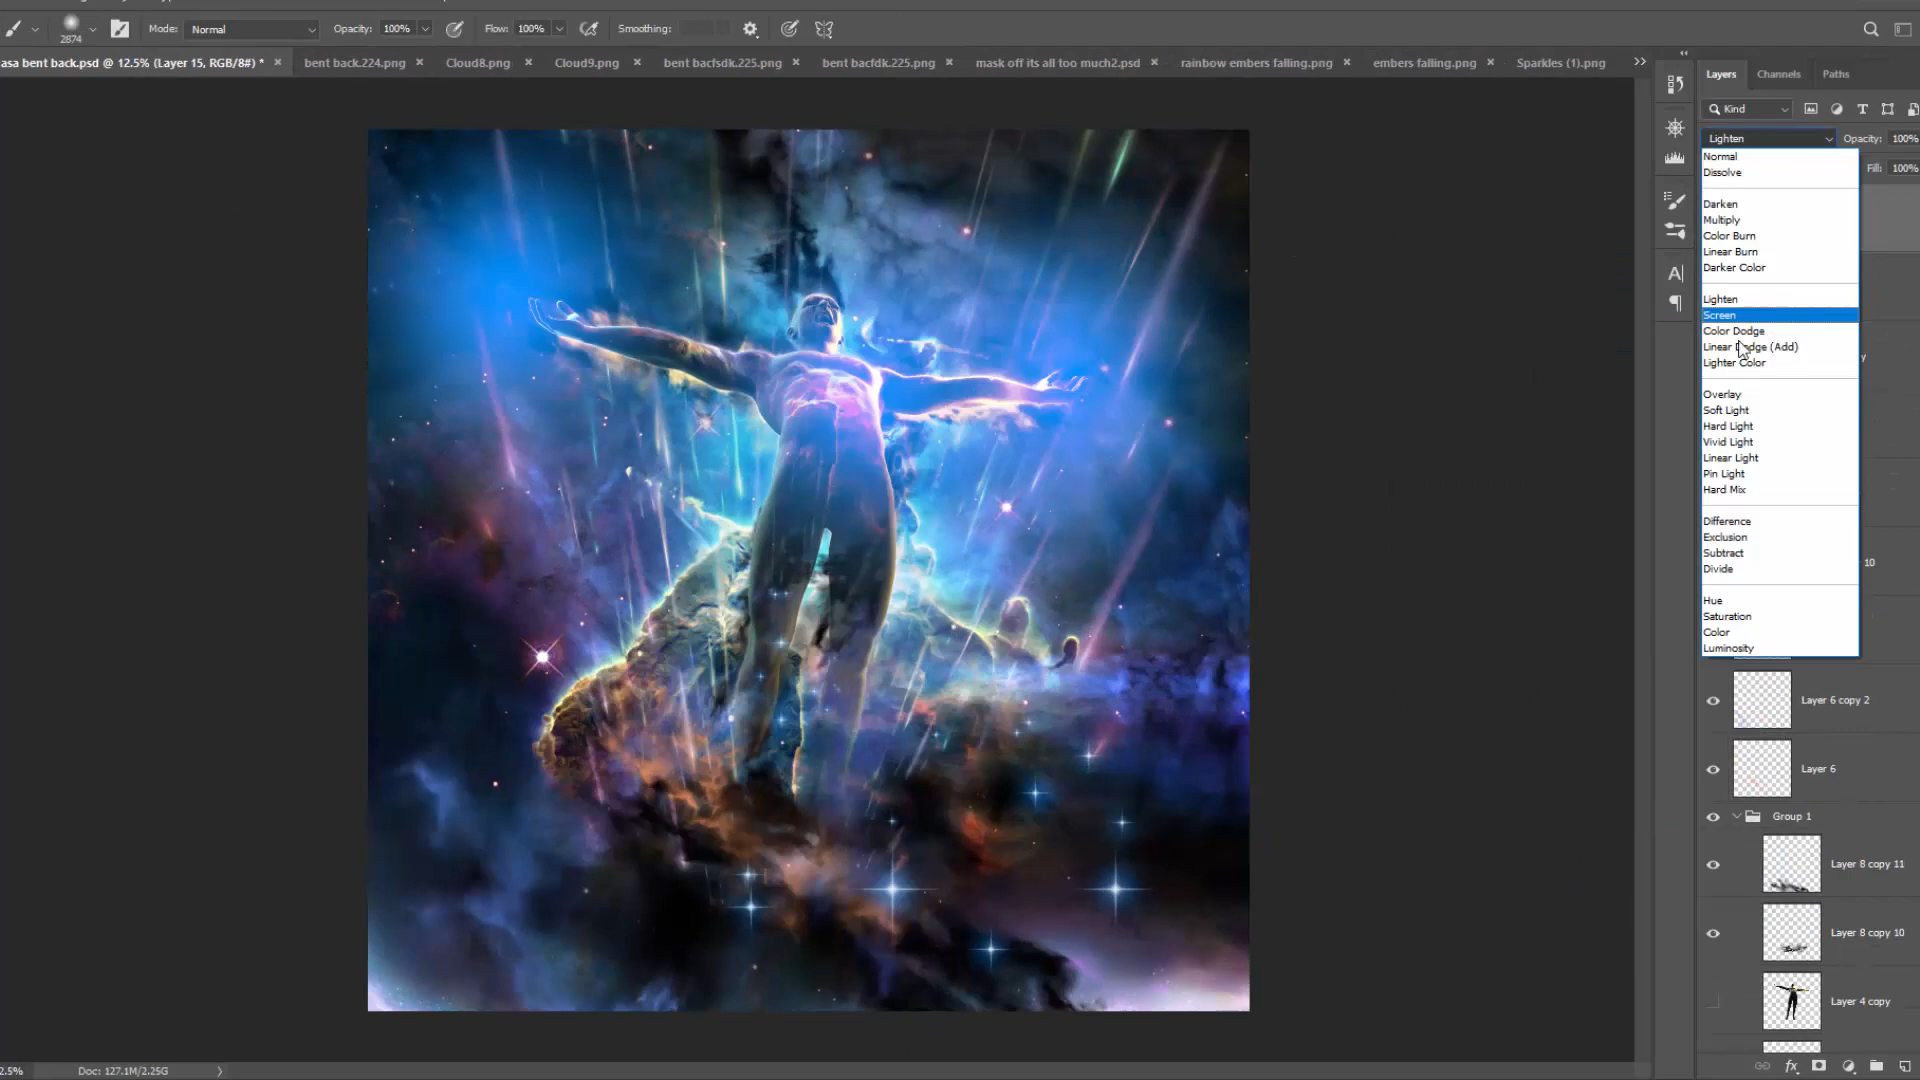 2874
Mode: Normal
Opacity: 100%
Flow: 100%
Smoothing:
asa bent back.psd @ 12.5% (Layer 15, RGB/8#) *
bent back.224.png
Cloud8.png
Cloud9.png
bent bacfsdk.225.png
bent bacfdk.225.png
mask off its all too much2.psd
rainbow embers falling.png
embers falling.png
Sparkles (1).png
Layers
Channels
Paths
Kind
Lighten
Opacity: 100%
Normal
Fill: 100%
Dissolve
Darken
Multiply
Color Burn
Linear Burn
Darker Color
Lighten
Screen
Color Dodge
Linear Dodge (Add)
Lighter Color
Overlay
Soft Light
Hard Light
Vivid Light
Linear Light
Pin Light
Hard Mix
Difference
Exclusion
Subtract
Divide
10
Hue
Saturation
Color
Luminosity
Layer 6 copy 2
Layer 6
Group 1
Layer 8 copy 11
Layer 8 copy 10
Layer 4 copy
2.5%
Doc: 127.1M/2.25G